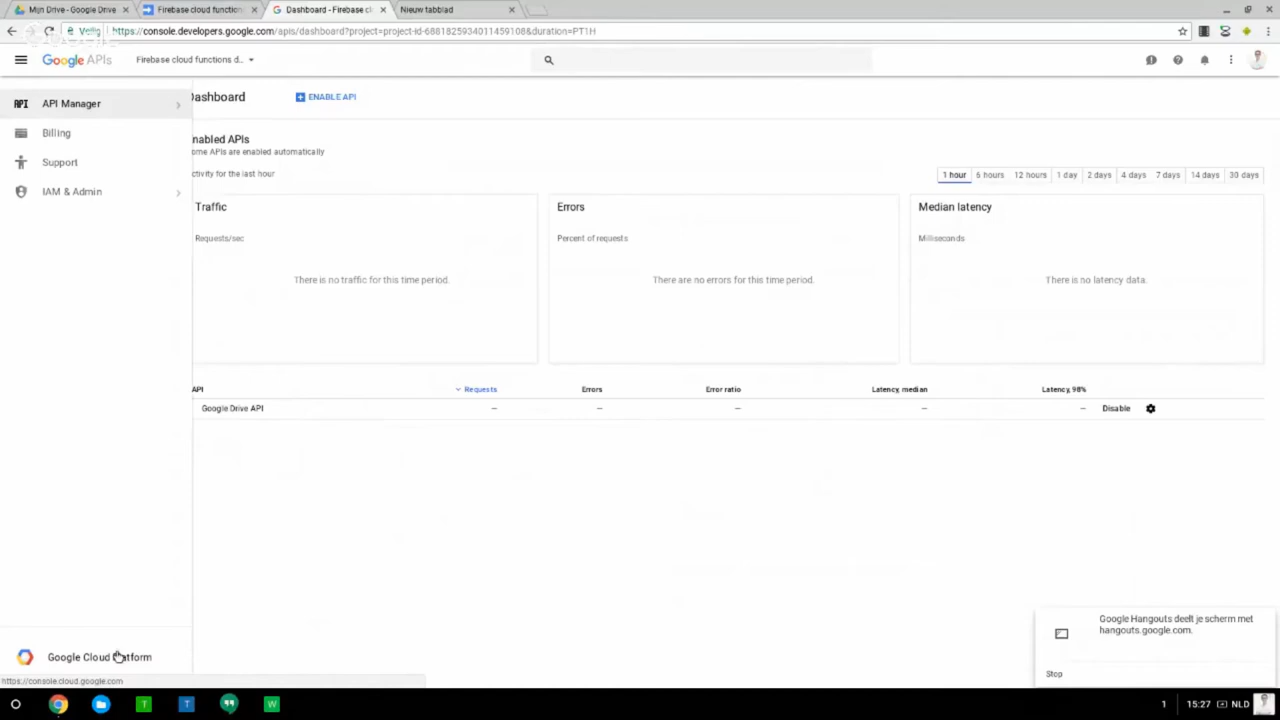 Mijn Drive - Google Drive
Firebase cloud function
Dashboard - Firebase cl
Nieuw tabblad
Veilig
https://console.developers.google.com/apis/dashboard?project=project-id-6881825934011459108&duration=PT1H
Google APIs
Firebase cloud functions d..
API API Manager
Billing
Support
IAM & Admin
Dashboard
ENABLE API
nabled APIs
ome APIs are enabled automatically
ctivity for the last hour
1 hour 6 hours 12 hours 1 day 2 days 4 days 7 days 14 days 30 days
Traffic
Requests/sec
There is no traffic for this time period.
Errors
Percent of requests
There are no errors for this time period.
Median latency
Milliseconds
There is no latency data.
API Requests Errors Error ratio Latency, median Latency, 98%
Google Drive API – – – – – Disable
Google Cloud Platform
https://console.cloud.google.com
Google Hangouts deelt je scherm met
hangouts.google.com.
Stop
T T W
1 15:27 NLD